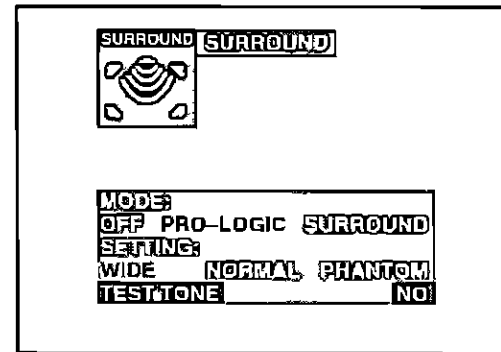 SURROUND SURROUND
MODE:
OFF PRO-LOGIC SURROUND
SETTING:
WIDE NORMAL PHANTOM
TEST TONE NO